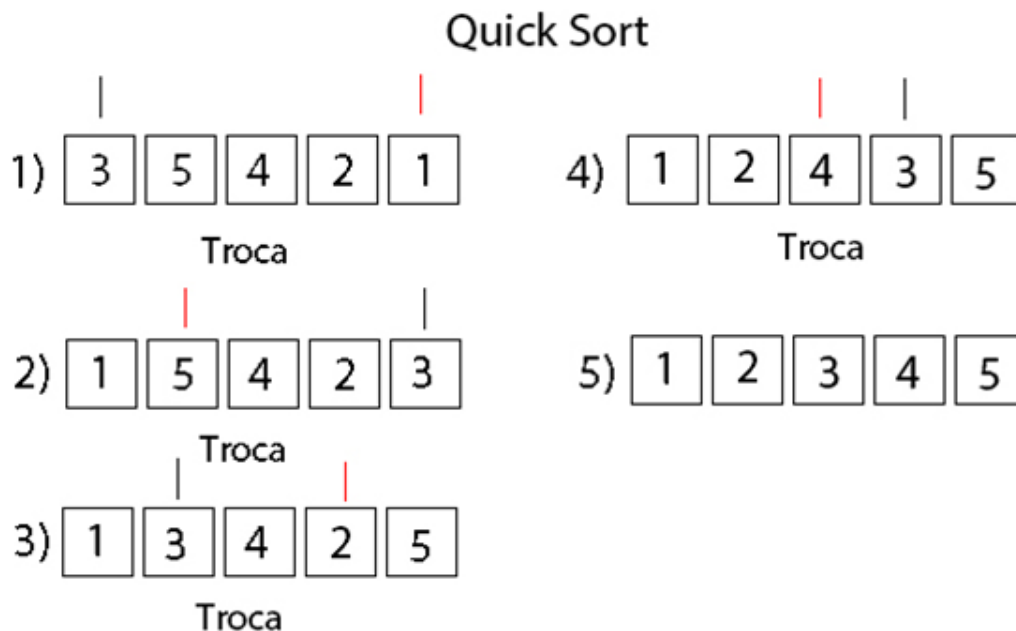 Quick Sort
1) 3 5 4 2 1
Troca
2) 1 5 4 2 3
Troca
3) 1 3 4 2 5
Troca
4) 1 2 4 3 5
Troca
5) 1 2 3 4 5